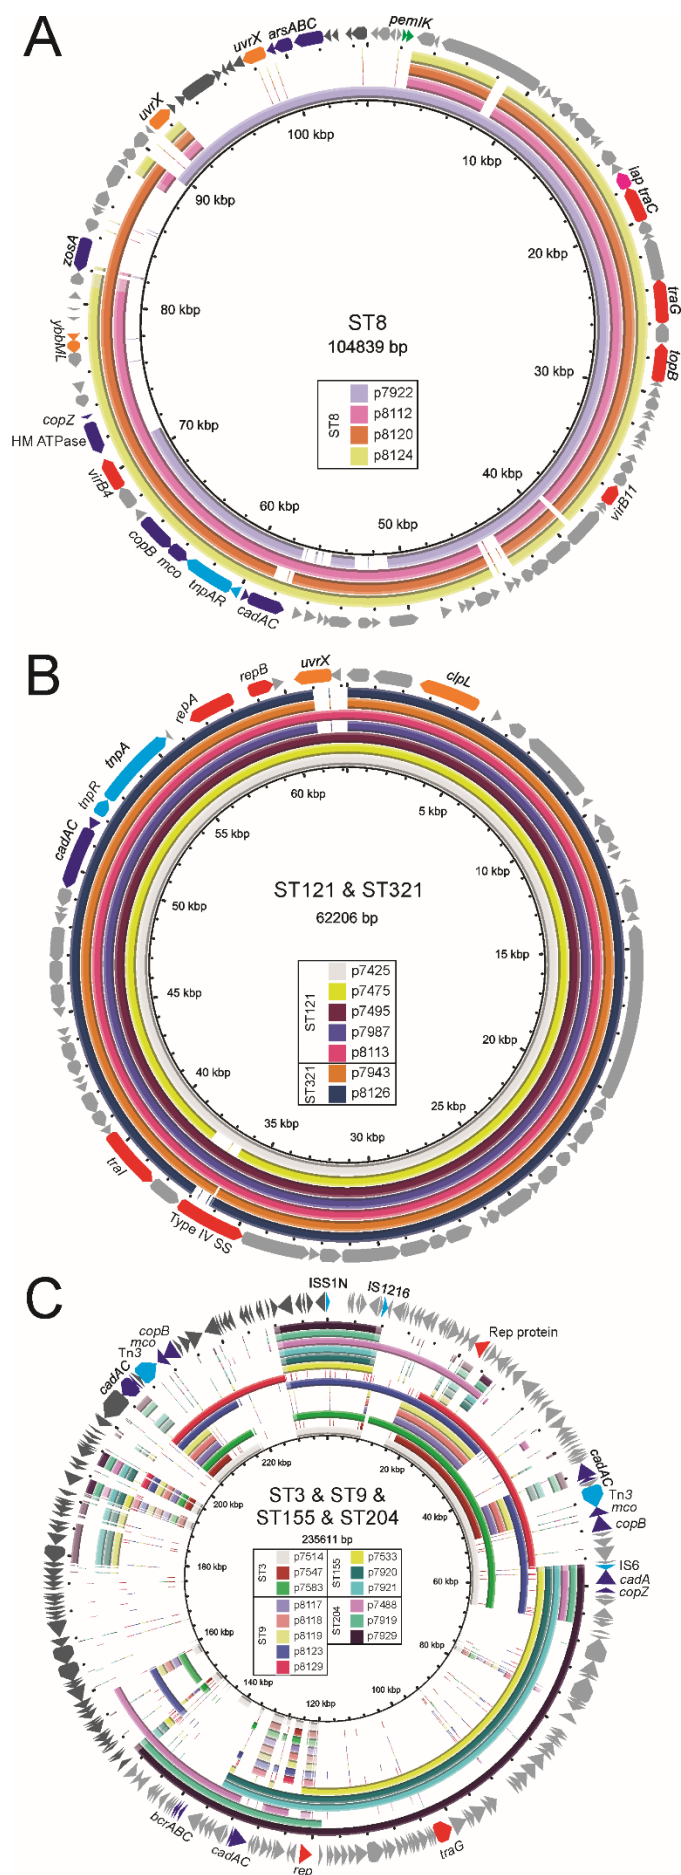 A
uvrX
arsABC
pemIK
uvrX
100 kbp
10 kbp
90 kbp
iap
traC
20 kbp
zosA
traG
80 kbp
ST8
104839 bp
topB
ybbML
30 kbp
ST8
p7922
p8112
p8120
p8124
copZ
HM ATPase
70 kbp
virB4
40 kbp
virB11
60 kbp
50 kbp
copB
mco
tnpAR
cadAC
B
repB
uvrX
clpL
repA
tnpA
tnpR
60 kbp
5 kbp
cadAC
55 kbp
10 kbp
50 kbp
ST121 & ST321
62206 bp
15 kbp
ST121
p7425
p7475
p7495
p7987
p8113
ST321
p7943
p8126
45 kbp
20 kbp
40 kbp
25 kbp
35 kbp
30 kbp
traI
Type IV SS
C
ISS1N
IS1216
copB
mco
Tn3
cadAC
Rep protein
220 kbp
20 kbp
cadAC
Tn3
mco
copB
200 kbp
40 kbp
ST3 & ST9 &
ST155 & ST204
235611 bp
IS6
cadA
copZ
180 kbp
60 kbp
ST3
p7514
p7547
p7583
ST9
p8117
p8118
p8119
p8123
p8129
ST155
p7533
p7920
p7921
ST204
p7488
p7919
p7929
160 kbp
80 kbp
140 kbp
120 kbp
100 kbp
bcrABC
cadAC
rep
traG